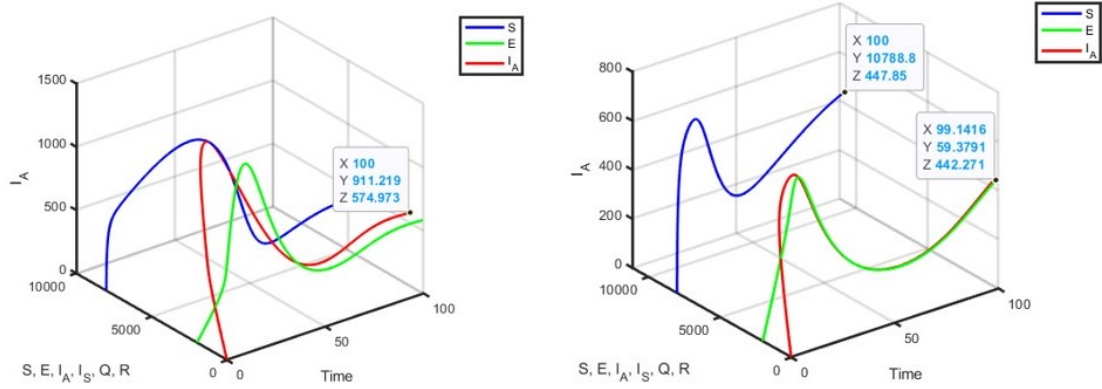 S
E
I_A
1500
1000
500
0
10000
5000
0
0
50
100
I_A
S, E, I_A, I_S, Q, R
Time
X 100
Y 911.219
Z 574.973
S
E
I_A
800
600
400
200
0
10000
5000
0
0
50
100
I_A
S, E, I_A, I_S, Q, R
Time
X 100
Y 10788.8
Z 447.85
X 99.1416
Y 59.3791
Z 442.271